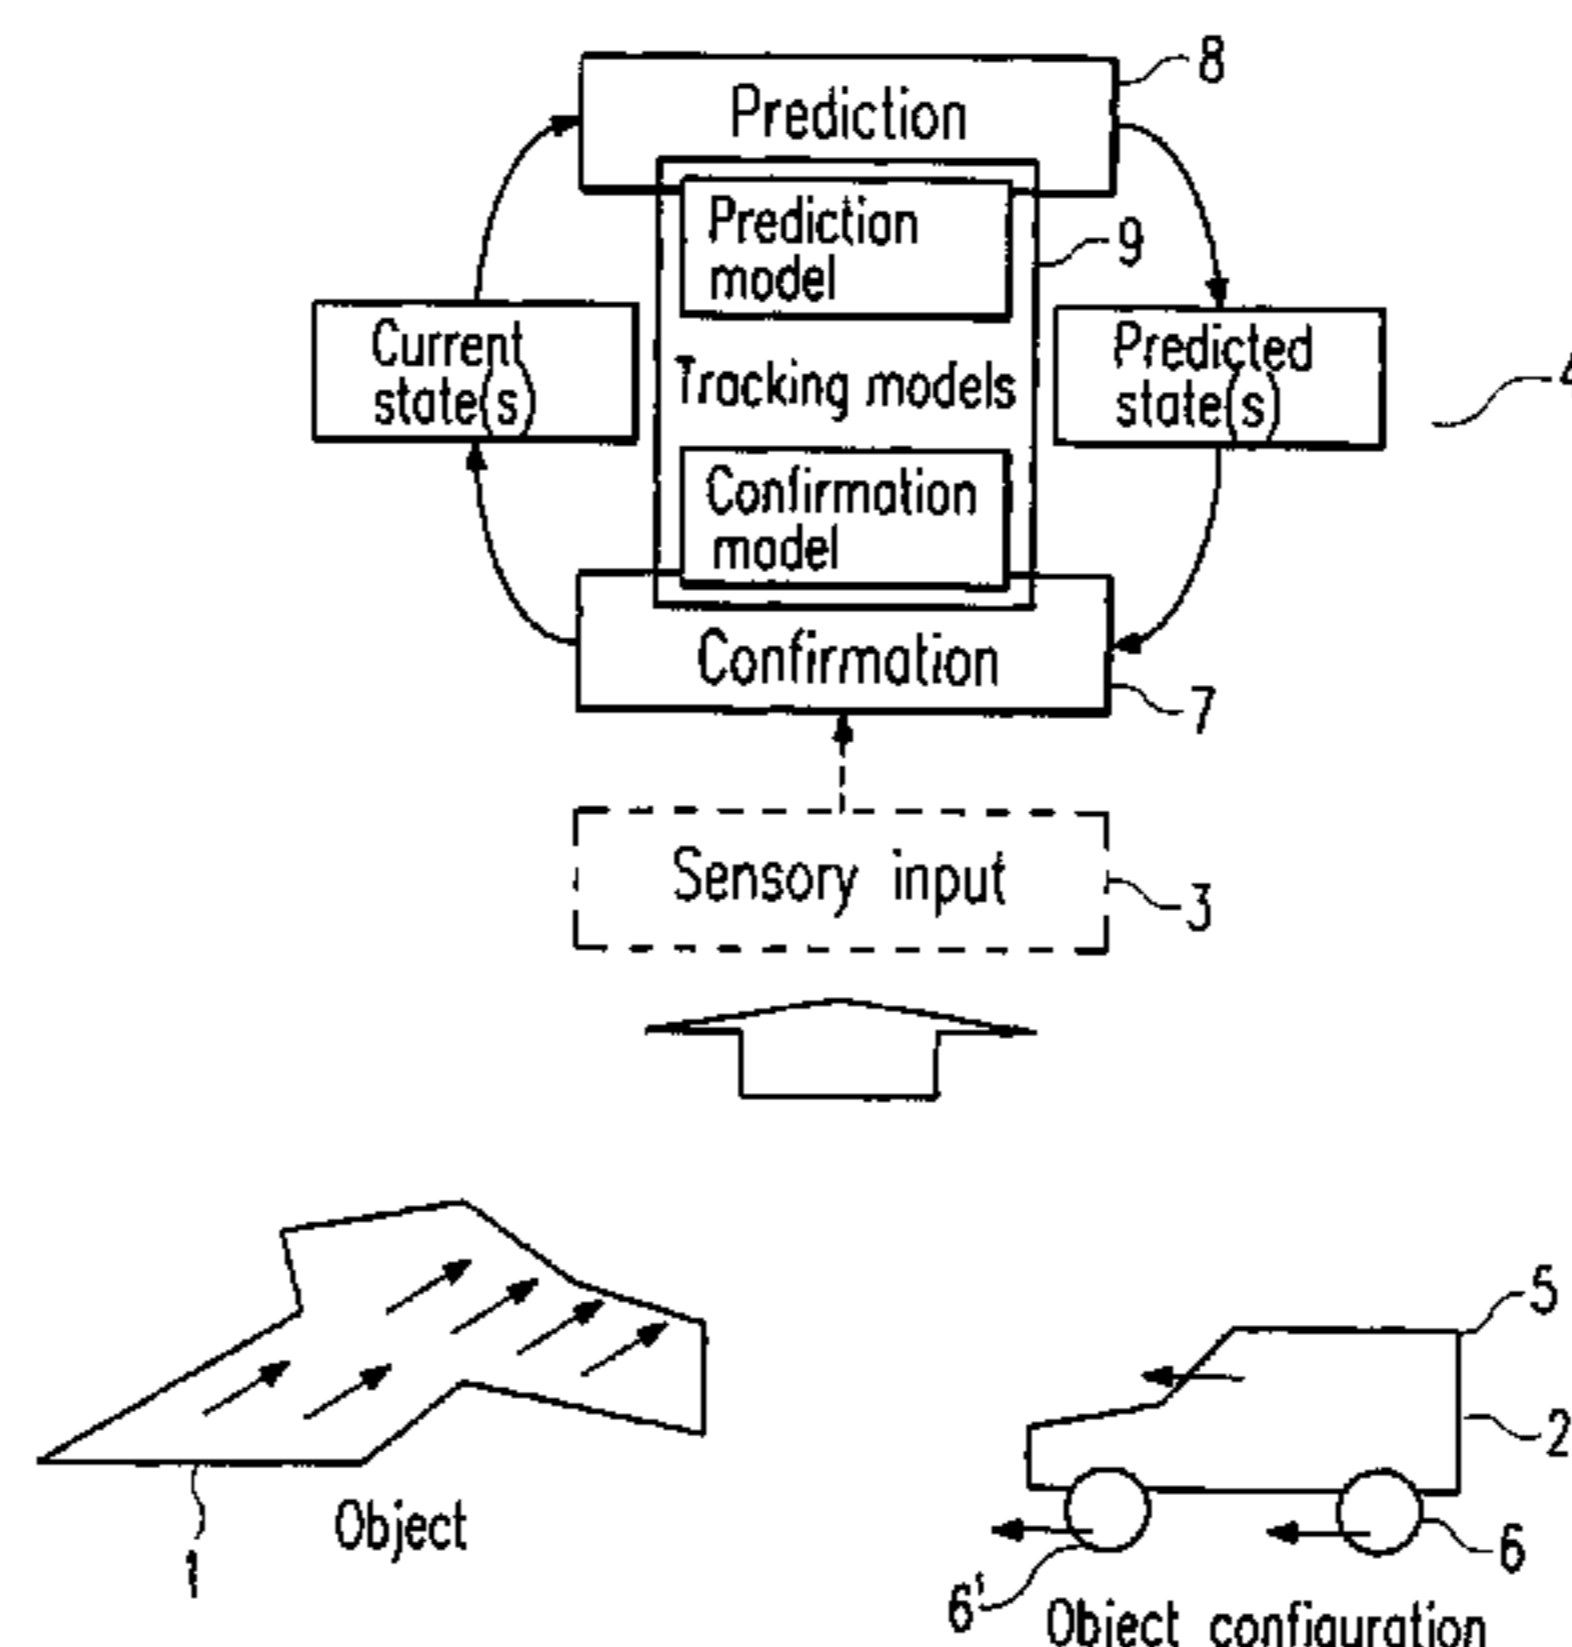 8
Prediction
Prediction
model
9
Current
state(s)
Tracking models
Predicted
state(s)
4
Confirmation
model
Confirmation
7
Sensory input
3
5
2
Object
1
6
6'
Object configuration